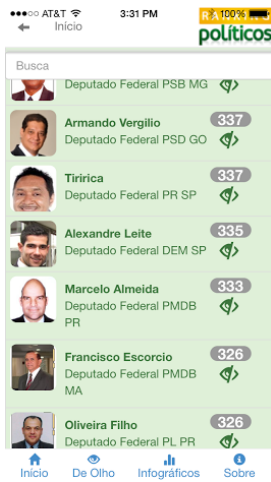 AT&T 3:31 PM 100%
Início
políticos
Busca
Deputado Federal PSB MG
Armando Vergilio 337
Deputado Federal PSD GO
Tiririca 337
Deputado Federal PR SP
Alexandre Leite 335
Deputado Federal DEM SP
Marcelo Almeida 333
Deputado Federal PMDB
PR
Francisco Escorcio 326
Deputado Federal PMDB
MA
Oliveira Filho 326
Deputado Federal PL PR
Início De Olho Infográficos Sobre